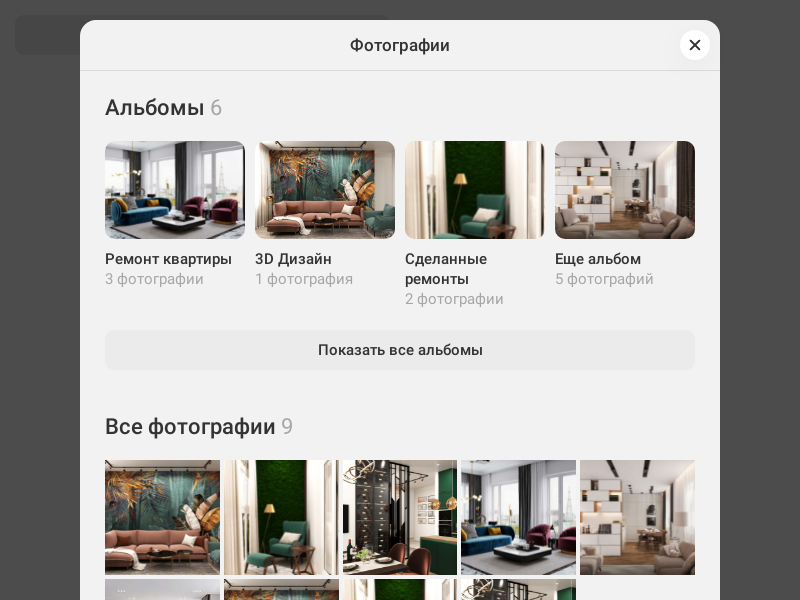 Фотографии
Альбомы 6
Ремонт квартиры
3 фотографии
3D Дизайн
1 фотография
Сделанные
ремонты
2 фотографии
Еще альбом
5 фотографий
Показать все альбомы
Все фотографии 9